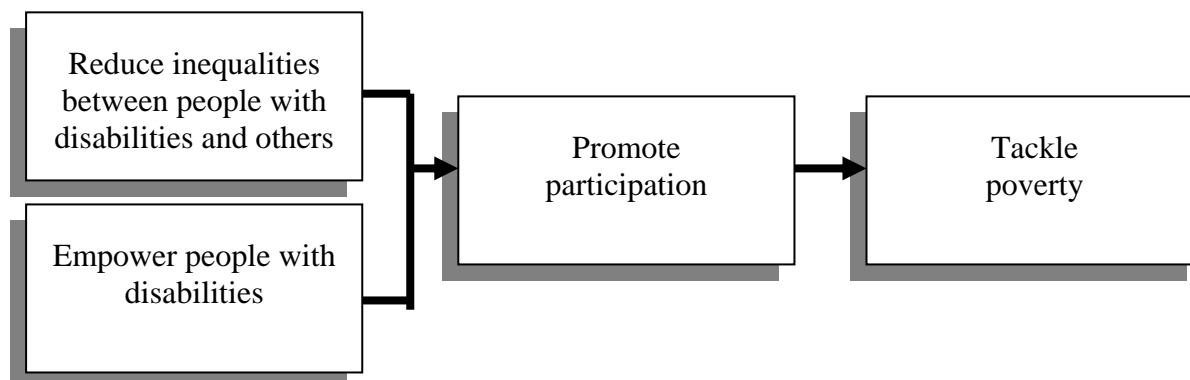 Reduce inequalities
between people with
disabilities and others
Empower people with
disabilities
Promote
participation
Tackle
poverty